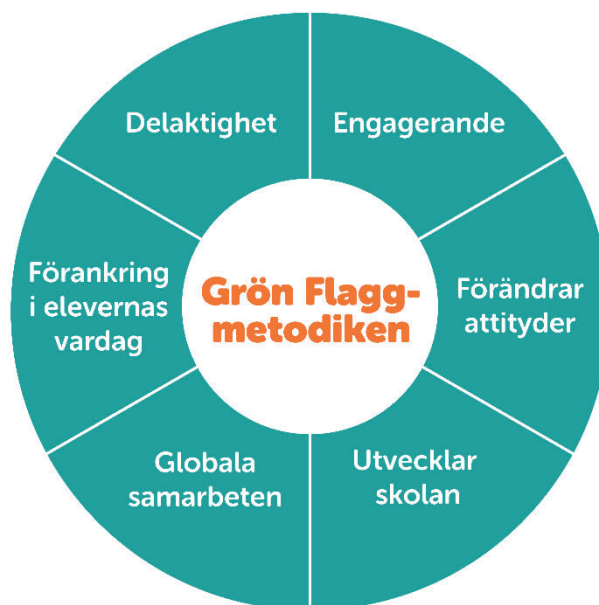 Delaktighet
Engagerande
Förankring
i elevernas
vardag
Grön Flagg-
metodiken
Förändrar
attityder
Globala
samarbeten
Utvecklar
skolan